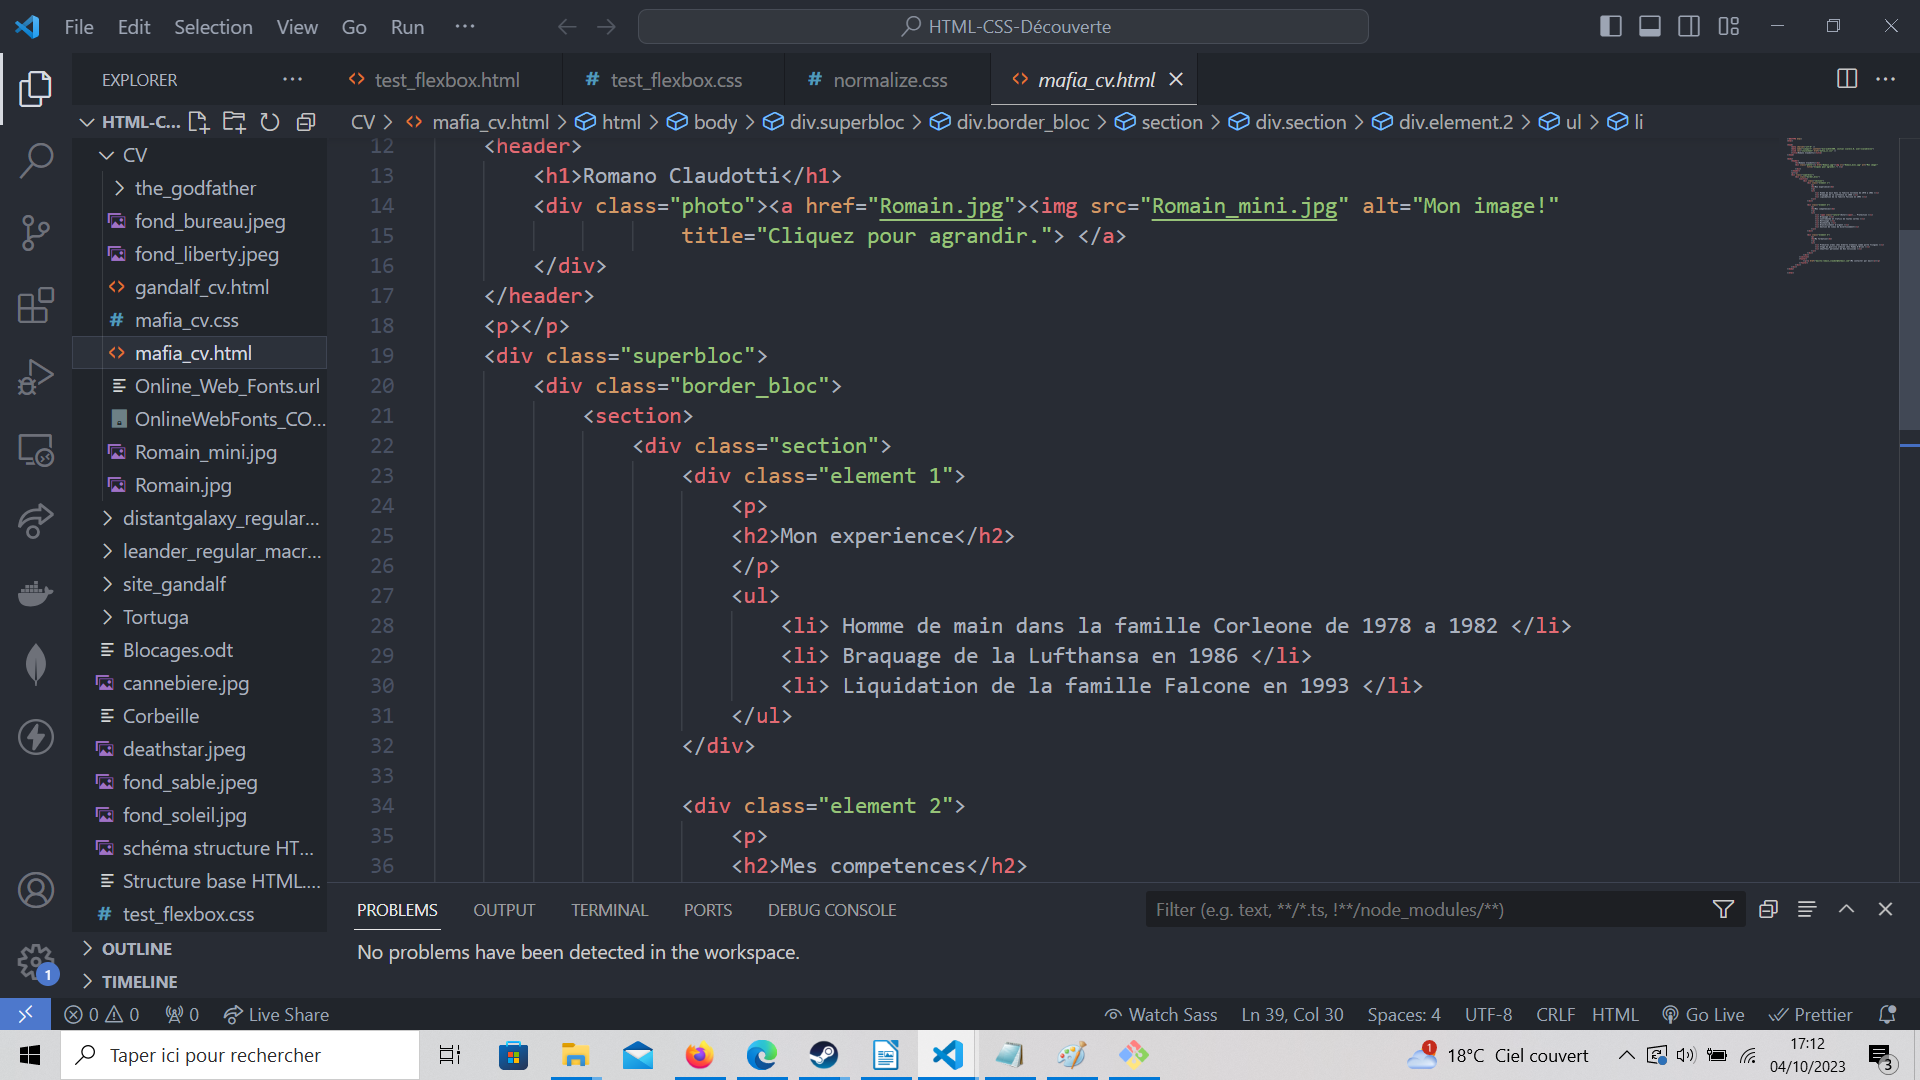 File Edit Selection View Go Run ··· HTML-CSS-Découverte
EXPLORER ··· test_flexbox.html # test_flexbox.css # normalize.css mafia_cv.html
HTML-C... CV > mafia_cv.html > html > body > div.superbloc > div.border_bloc > section > div.section > div.element.2 > ul > li
CV
the_godfather
fond_bureau.jpeg
fond_liberty.jpeg
gandalf_cv.html
# mafia_cv.css
mafia_cv.html
Online_Web_Fonts.url
OnlineWebFonts_CO...
Romain_mini.jpg
Romain.jpg
distantgalaxy_regular...
leander_regular_macr...
site_gandalf
Tortuga
Blocages.odt
cannebiere.jpg
Corbeille
deathstar.jpeg
fond_sable.jpeg
fond_soleil.jpg
schéma structure HT...
Structure base HTML....
# test_flexbox.css
OUTLINE
TIMELINE
12 <header>
13 <h1>Romano Claudotti</h1>
14 <div class="photo"><a href="Romain.jpg"><img src="Romain_mini.jpg" alt="Mon image!"
15 title="Cliquez pour agrandir."> </a>
16 </div>
17 </header>
18 <p></p>
19 <div class="superbloc">
20 <div class="border_bloc">
21 <section>
22 <div class="section">
23 <div class="element 1">
24 <p>
25 <h2>Mon experience</h2>
26 </p>
27 <ul>
28 <li> Homme de main dans la famille Corleone de 1978 a 1982 </li>
29 <li> Braquage de la Lufthansa en 1986 </li>
30 <li> Liquidation de la famille Falcone en 1993 </li>
31 </ul>
32 </div>
33
34 <div class="element 2">
35 <p>
36 <h2>Mes competences</h2>
PROBLEMS OUTPUT TERMINAL PORTS DEBUG CONSOLE Filter (e.g. text, **/*.ts, !**/node_modules/**)
No problems have been detected in the workspace.
1
0 0 0 Live Share Watch Sass Ln 39, Col 30 Spaces: 4 UTF-8 CRLF HTML Go Live Prettier
Taper ici pour rechercher 1 18°C Ciel couvert 17:12
04/10/2023 3